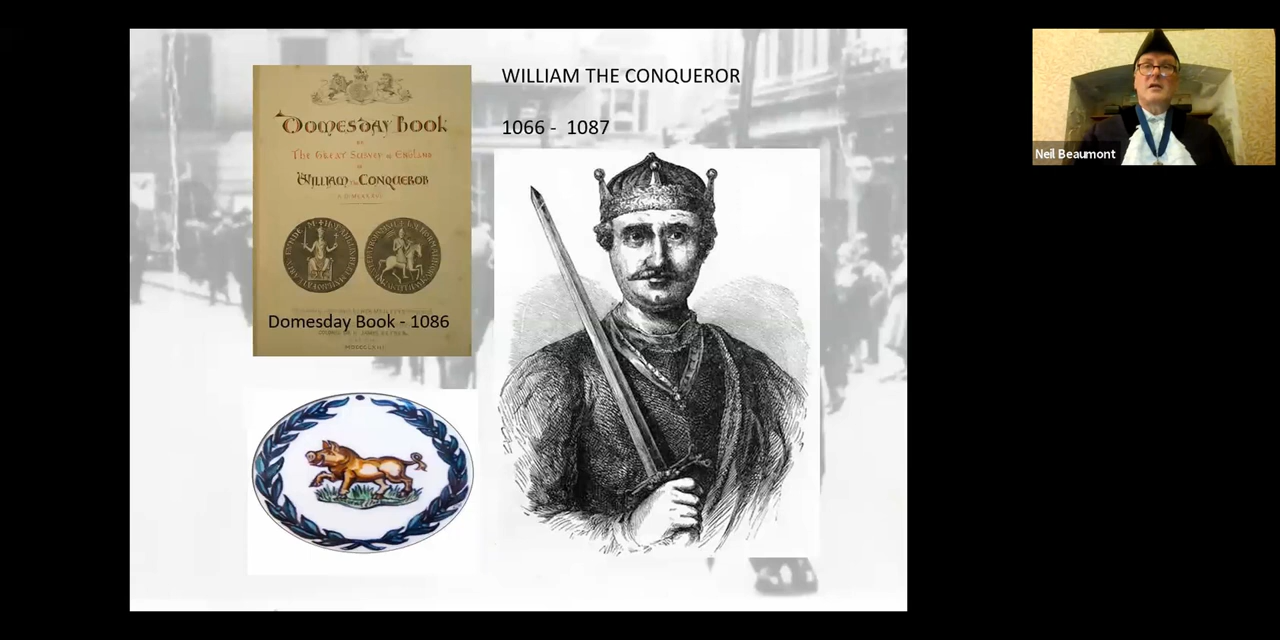 WILLIAM THE CONQUEROR
1066 - 1087
Domesday Book
The Great Survey of England
William the Conqueror
Domesday Book - 1086
Neil Beaumont